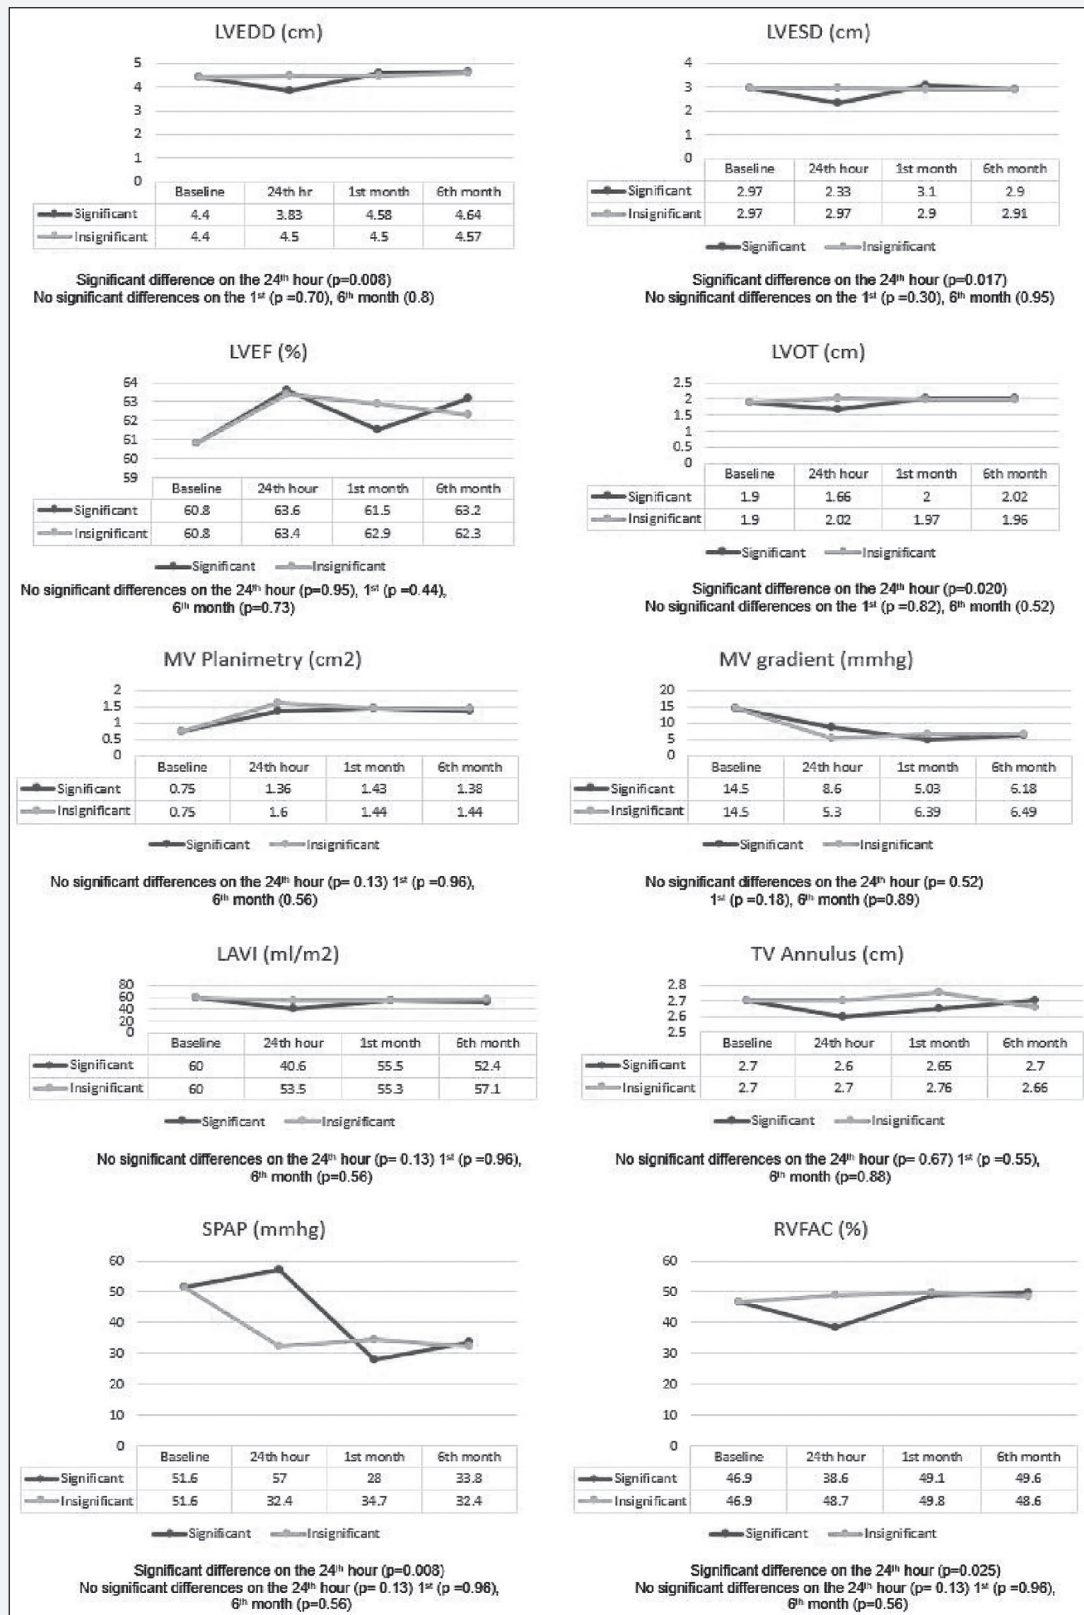 LVEDD (cm)
5
4
3
2
1
0
Baseline 24th hr 1st month 6th month
Significant 4.4 3.83 4.58 4.64
Insignificant 4.4 4.5 4.5 4.57
Significant difference on the 24th hour (p=0.008)
No significant differences on the 1st (p =0.70), 6th month (0.8)
LVESD (cm)
4
3
2
1
0
Baseline 24th hour 1st month 6th month
Significant 2.97 2.33 3.1 2.9
Insignificant 2.97 2.97 2.9 2.91
Significant Insignificant
Significant difference on the 24th hour (p=0.017)
No significant differences on the 1st (p =0.30), 6th month (0.95)
LVEF (%)
64
63
62
61
60
59
Baseline 24th hour 1st month 6th month
Significant 60.8 63.6 61.5 63.2
Insignificant 60.8 63.4 62.9 62.3
Significant Insignificant
No significant differences on the 24th hour (p=0.95), 1st (p =0.44),
6th month (p=0.73)
LVOT (cm)
2.5
2
1.5
1
0.5
0
Baseline 24th hour 1st month 6th month
Significant 1.9 1.66 2 2.02
Insignificant 1.9 2.02 1.97 1.96
Significant Insignificant
Significant difference on the 24th hour (p=0.020)
No significant differences on the 1st (p =0.82), 6th month (0.52)
MV Planimetry (cm2)
2
1.5
1
0.5
0
Baseline 24th hour 1st month 6th month
Significant 0.75 1.36 1.43 1.38
Insignificant 0.75 1.6 1.44 1.44
Significant Insignificant
No significant differences on the 24th hour (p= 0.13) 1st (p =0.96),
6th month (0.56)
MV gradient (mmhg)
20
15
10
5
0
Baseline 24th hour 1st month 6th month
Significant 14.5 8.6 5.03 6.18
Insignificant 14.5 5.3 6.39 6.49
Significant Insignificant
No significant differences on the 24th hour (p= 0.52)
1st (p =0.18), 6th month (p=0.89)
LAVI (ml/m2)
80
60
40
20
0
Baseline 24th hour 1st month 6th month
Significant 60 40.6 55.5 52.4
Insignificant 60 53.5 55.3 57.1
Significant Insignificant
No significant differences on the 24th hour (p= 0.13) 1st (p =0.96),
6th month (p=0.56)
TV Annulus (cm)
2.8
2.7
2.6
2.5
Baseline 24th hour 1st month 6th month
Significant 2.7 2.6 2.65 2.7
Insignificant 2.7 2.7 2.76 2.66
Significant Insignificant
No significant differences on the 24th hour (p= 0.67) 1st (p =0.55),
6th month (p=0.88)
SPAP (mmhg)
60
50
40
30
20
10
0
Baseline 24th hour 1st month 6th month
Significant 51.6 57 28 33.8
Insignificant 51.6 32.4 34.7 32.4
Significant Insignificant
Significant difference on the 24th hour (p=0.008)
No significant differences on the 24th hour (p= 0.13) 1st (p =0.96),
6th month (p=0.56)
RVFAC (%)
60
50
40
30
20
10
0
Baseline 24th hour 1st month 6th month
Significant 46.9 38.6 49.1 49.6
Insignificant 46.9 48.7 49.8 48.6
Significant Insignificant
Significant difference on the 24th hour (p=0.025)
No significant differences on the 24th hour (p= 0.13) 1st (p =0.96),
6th month (p=0.56)